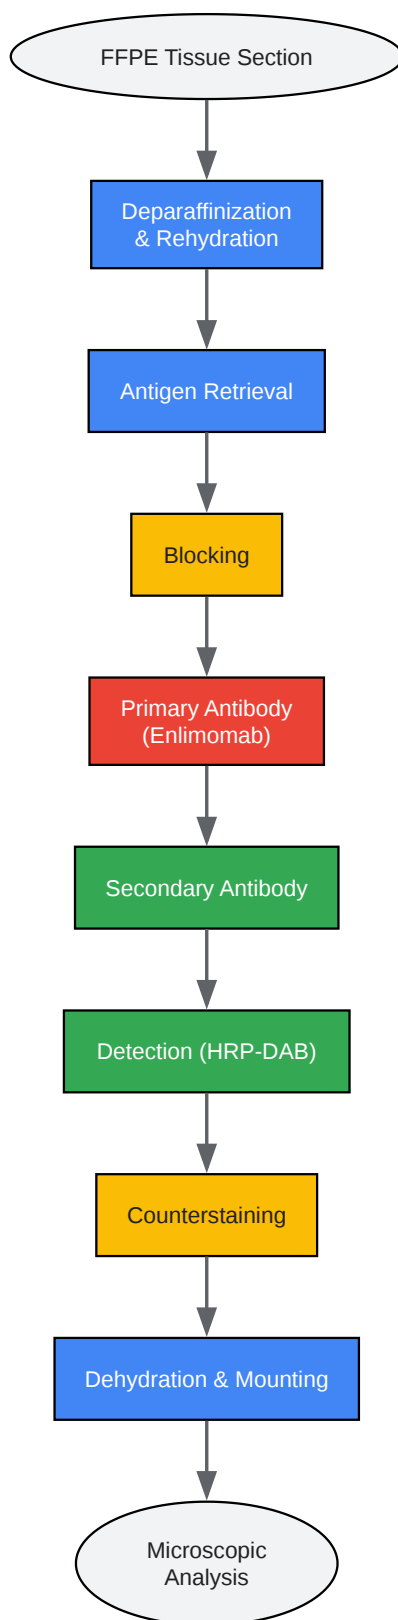 FFPE Tissue Section
Deparaffinization
& Rehydration
Antigen Retrieval
Blocking
Primary Antibody
(Enlimomab)
Secondary Antibody
Detection (HRP-DAB)
Counterstaining
Dehydration & Mounting
Microscopic
Analysis